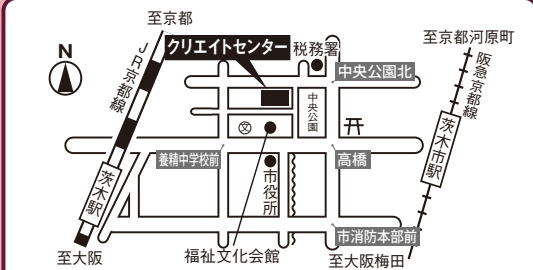 至京都
N
JR京都線
クリエイトセンター
税務署
至京都河原町
中央公園北
阪急京都線
中央公園
文
養精中学校前
高橋
茨木市駅
茨木駅
市役所
市消防本部前
至大阪
福祉文化会館
至大阪梅田